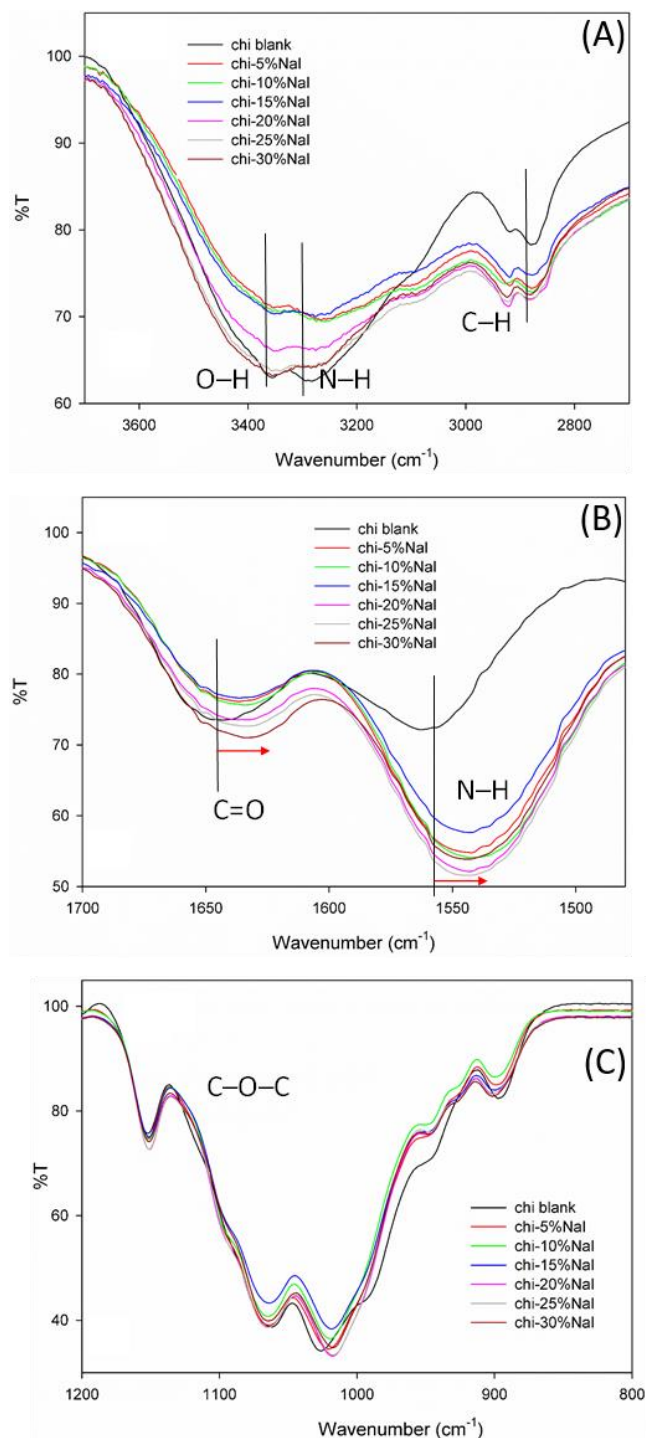 (A)
chi blank
chi-5%NaI
chi-10%NaI
chi-15%NaI
chi-20%NaI
chi-25%NaI
chi-30%NaI
100
90
80
70
60
%T
O–H
N–H
C–H
3600
3400
3200
3000
2800
Wavenumber (cm⁻¹)
(B)
chi blank
chi-5%NaI
chi-10%NaI
chi-15%NaI
chi-20%NaI
chi-25%NaI
chi-30%NaI
100
90
80
70
60
50
%T
C=O
N–H
1700
1650
1600
1550
1500
Wavenumber (cm⁻¹)
(C)
C–O–C
100
80
60
40
%T
chi blank
chi-5%NaI
chi-10%NaI
chi-15%NaI
chi-20%NaI
chi-25%NaI
chi-30%NaI
1200
1100
1000
900
800
Wavenumber (cm⁻¹)